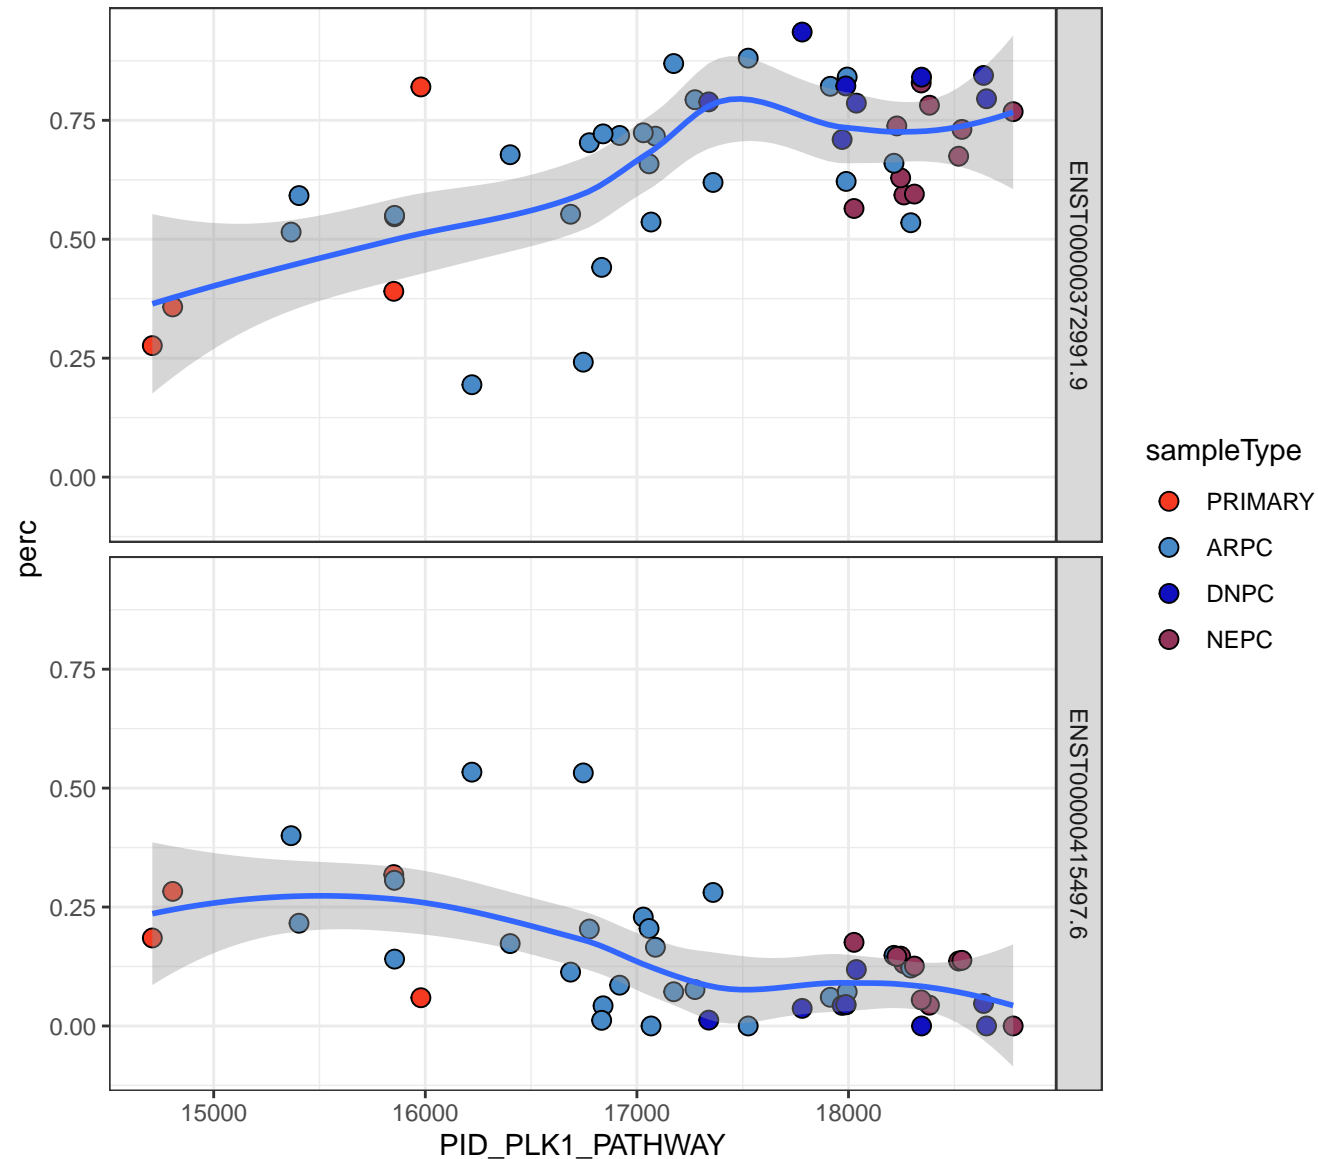 0.75
0.50
0.25
0.00
ENST00000372991.9
perc
0.75
0.50
0.25
0.00
ENST00000415497.6
15000
16000
17000
18000
PID_PLK1_PATHWAY
sampleType
PRIMARY
ARPC
DNPC
NEPC